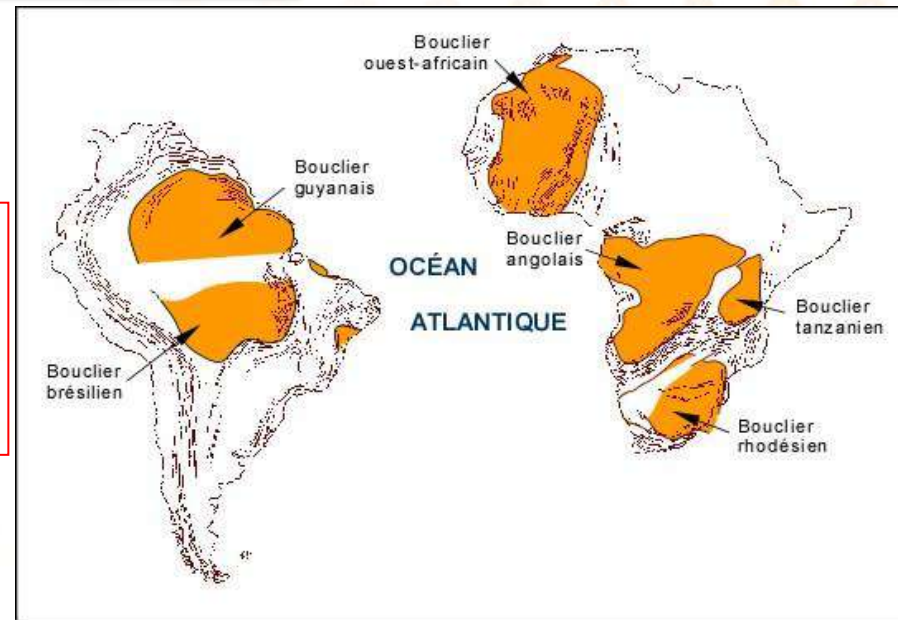 Bouclier
ouest-africain
Bouclier
guyanais
Bouclier
angolais
OCÉAN
ATLANTIQUE
Bouclier
tanzanien
Bouclier
brésilien
Bouclier
rhodésien